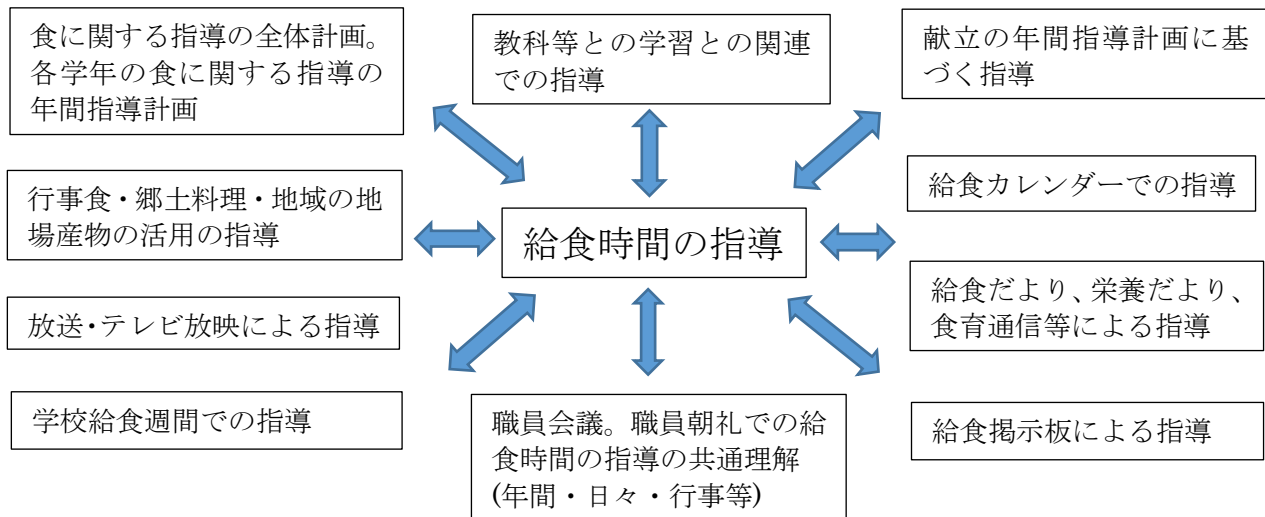 食に関する指導の全体計画。
各学年の食に関する指導の
年間指導計画
教科等との学習との関連
での指導
献立の年間指導計画に基
づく指導
行事食・郷土料理・地域の地
場産物の活用の指導
給食時間の指導
給食カレンダーでの指導
放送・テレビ放映による指導
給食だより、栄養だより、
食育通信等による指導
学校給食週間での指導
職員会議。職員朝礼での給
食時間の指導の共通理解
(年間・日々・行事等)
給食掲示板による指導